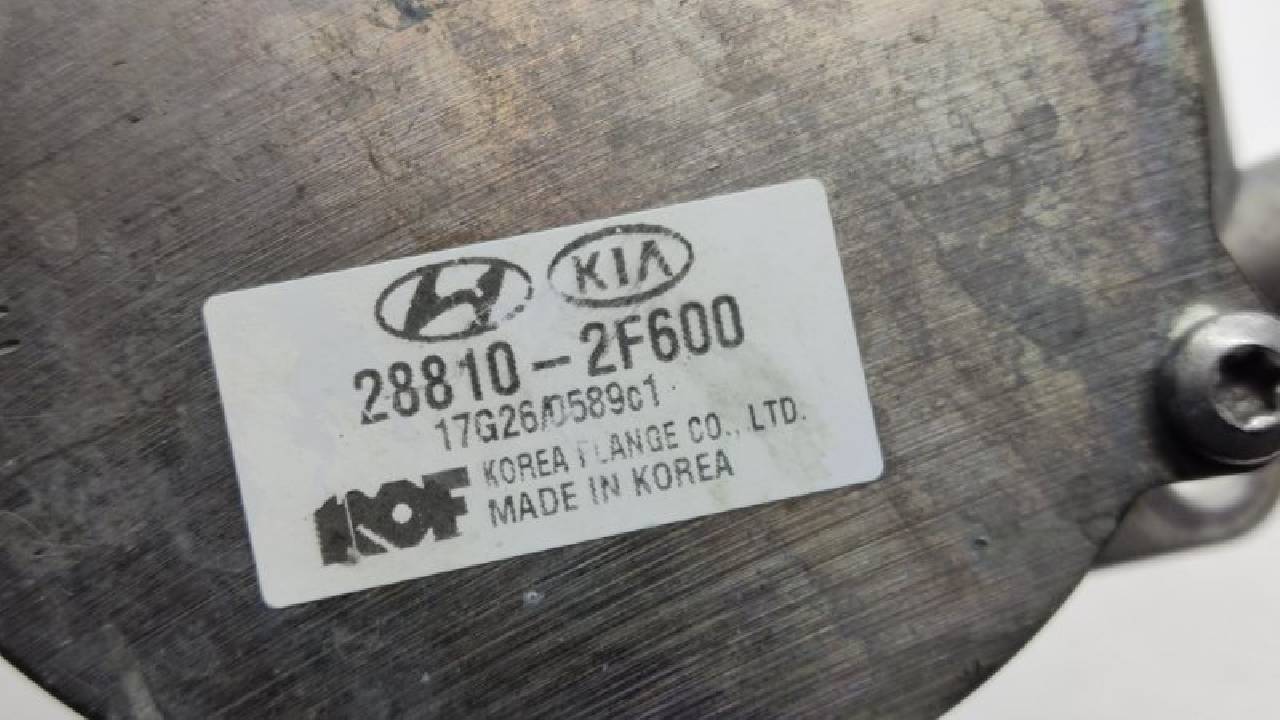 H KIA
28810-2F600
17G26/0589c1
KOREA FLANGE CO., LTD.
KOF MADE IN KOREA